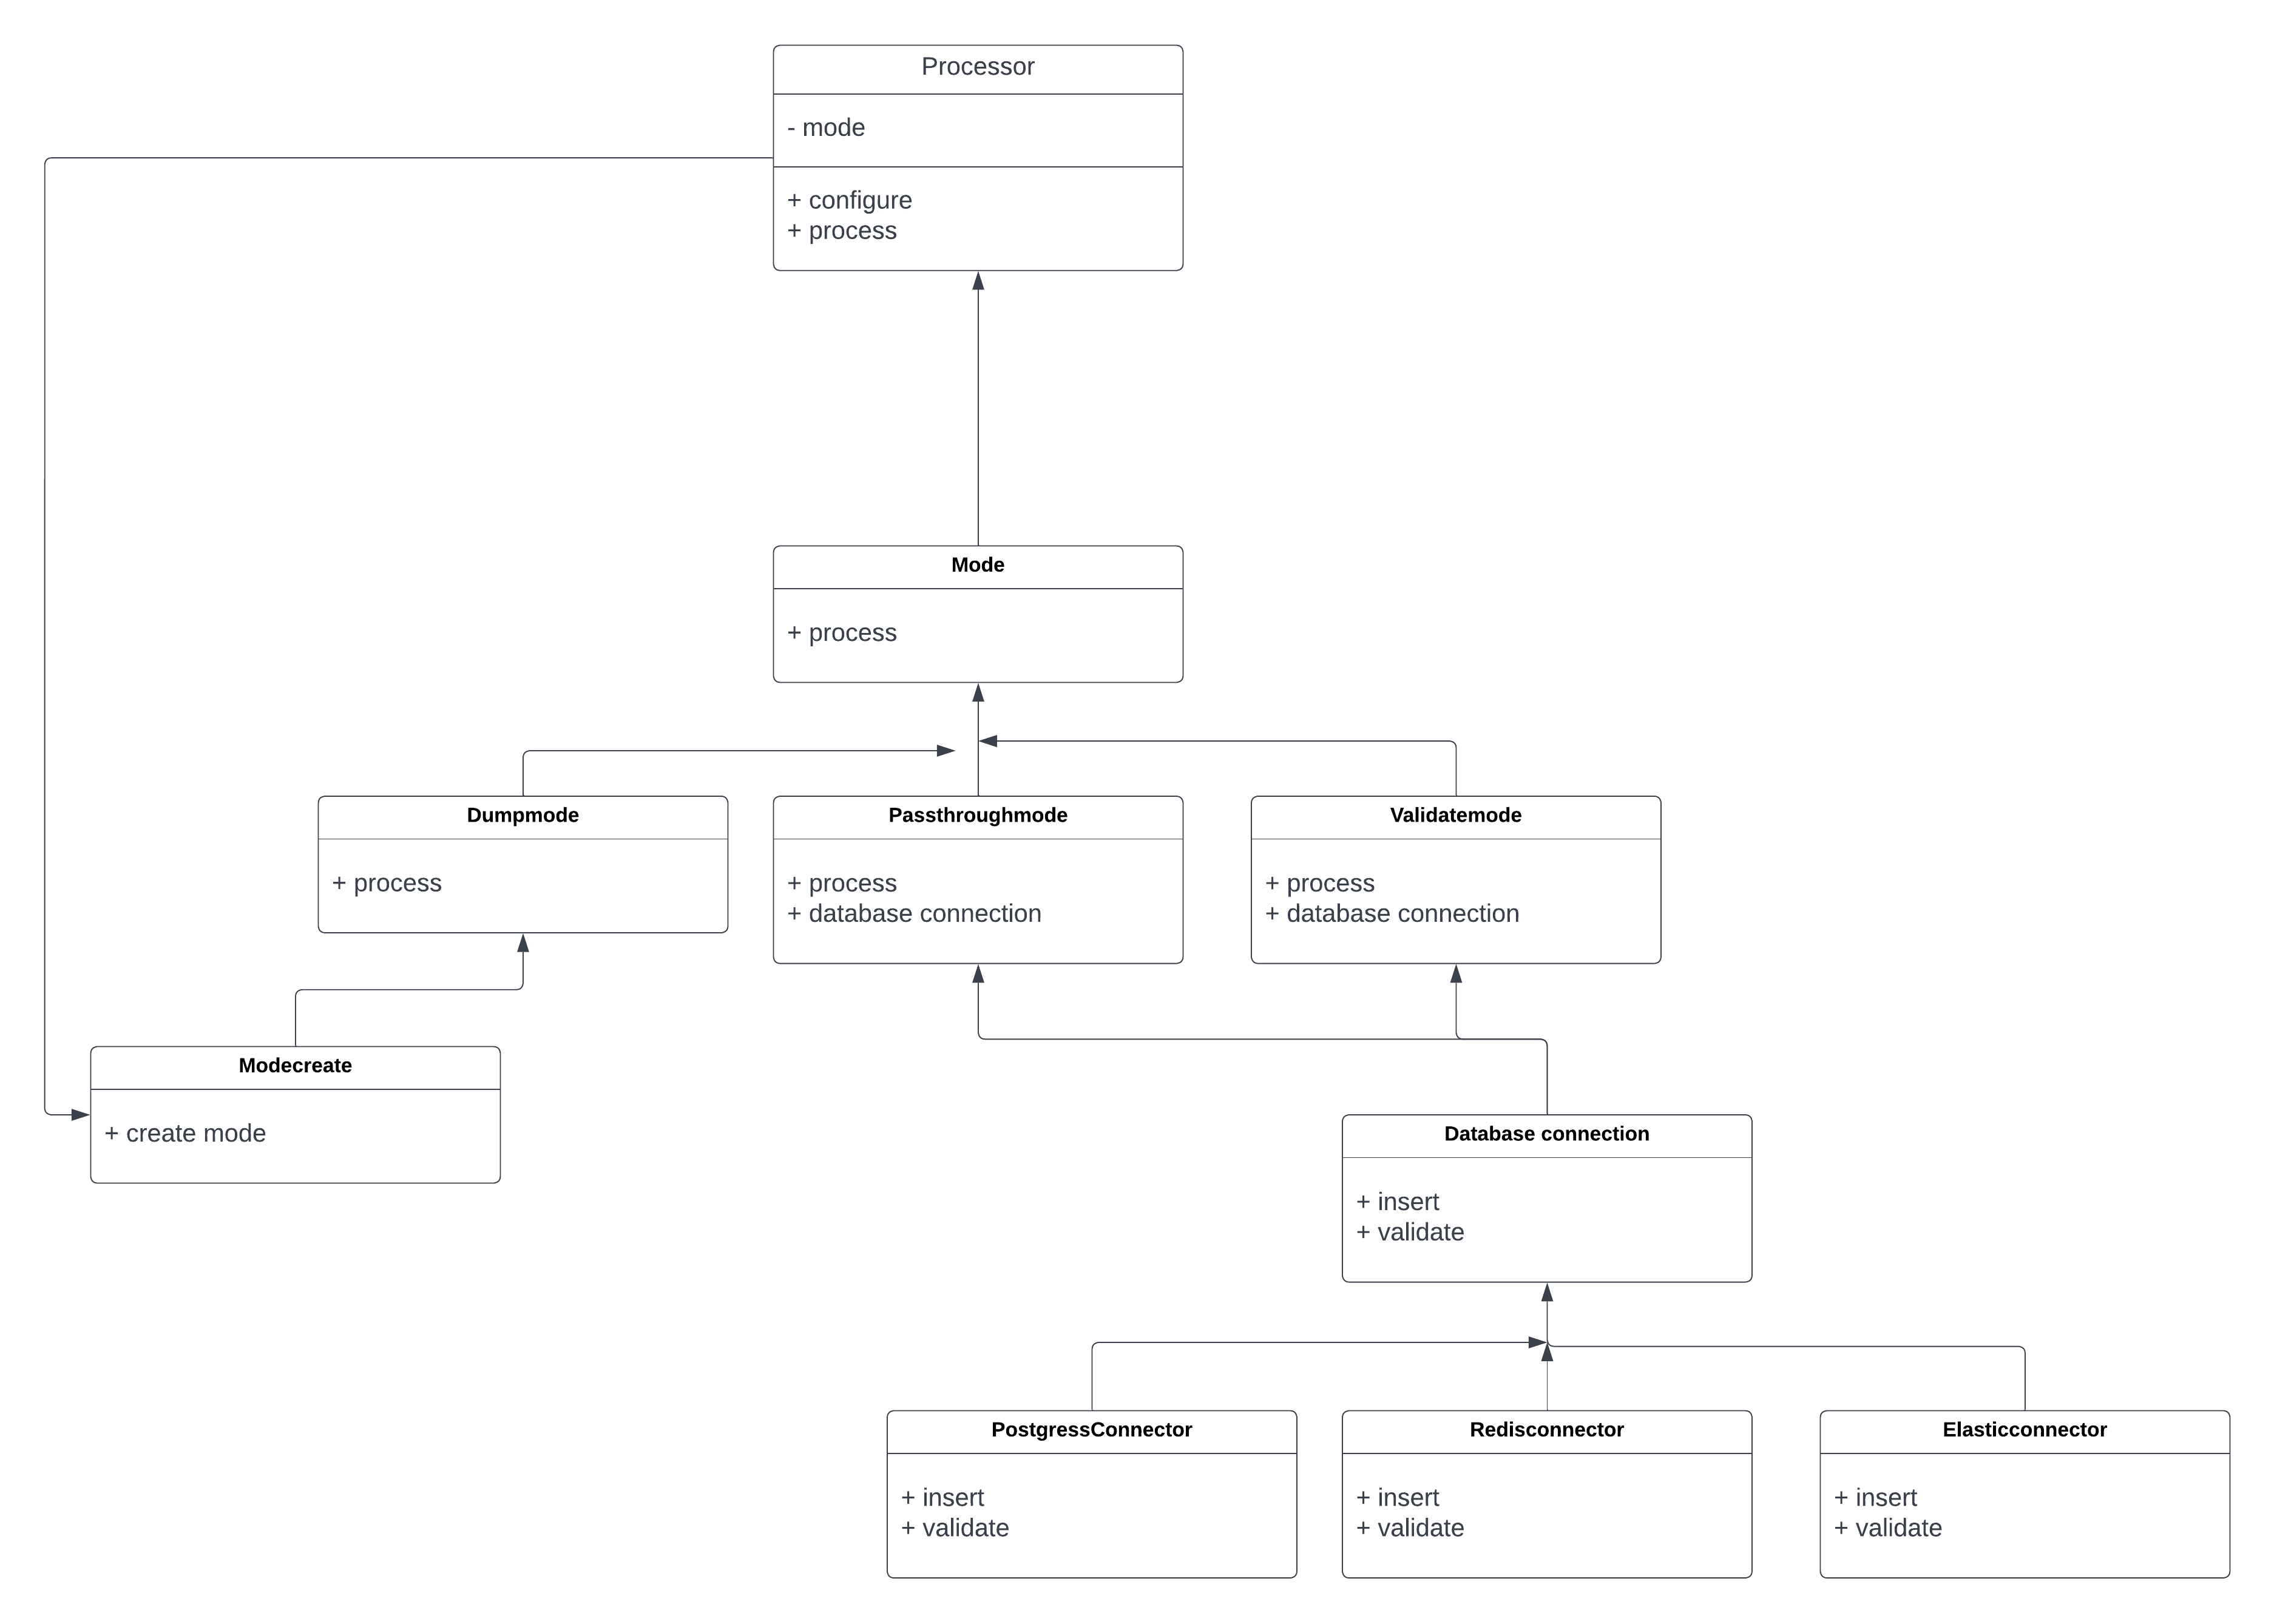 Processor
- mode
+ configure
+ process
Mode
+ process
Dumpmode
+ process
Passthroughmode
+ process
+ database connection
Validatemode
+ process
+ database connection
Modecreate
+ create mode
Database connection
+ insert
+ validate
PostgressConnector
+ insert
+ validate
Redisconnector
+ insert
+ validate
Elasticconnector
+ insert
+ validate